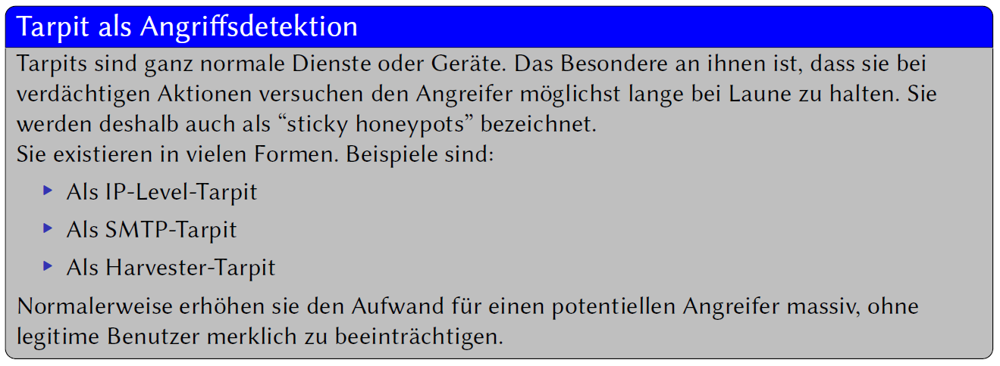 Tarpit als Angriffsdetektion
Tarpits sind ganz normale Dienste oder Geräte. Das Besondere an ihnen ist, dass sie bei
verdächtigen Aktionen versuchen den Angreifer möglichst lange bei Laune zu halten. Sie
werden deshalb auch als “sticky honeypots” bezeichnet.
Sie existieren in vielen Formen. Beispiele sind:
Als IP-Level-Tarpit
Als SMTP-Tarpit
Als Harvester-Tarpit
Normalerweise erhöhen sie den Aufwand für einen potentiellen Angreifer massiv, ohne
legitime Benutzer merklich zu beeinträchtigen.